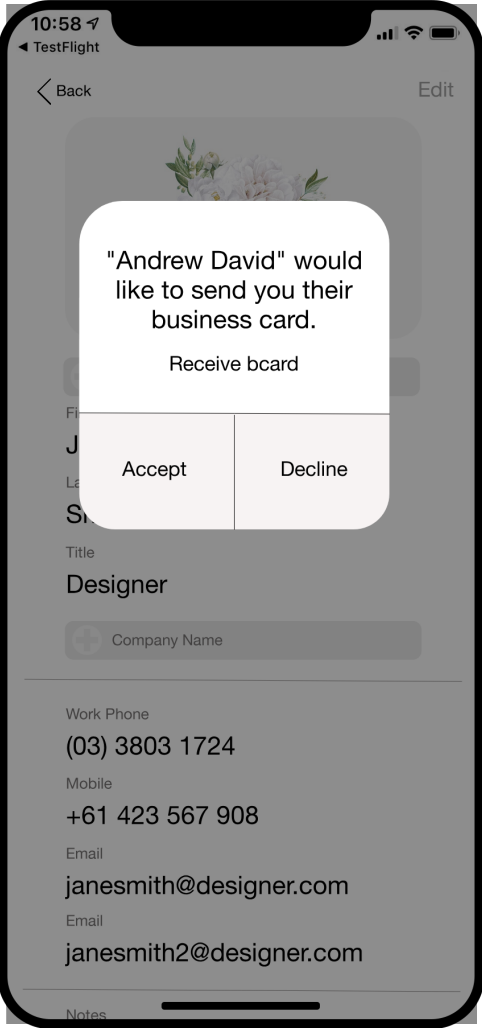 10:58
◀ TestFlight
Back
Edit
"Andrew David" would
like to send you their
business card.
Receive bcard
Accept
Decline
Title
Designer
Company Name
Work Phone
(03) 3803 1724
Mobile
+61 423 567 908
Email
janesmith@designer.com
Email
janesmith2@designer.com
Notes